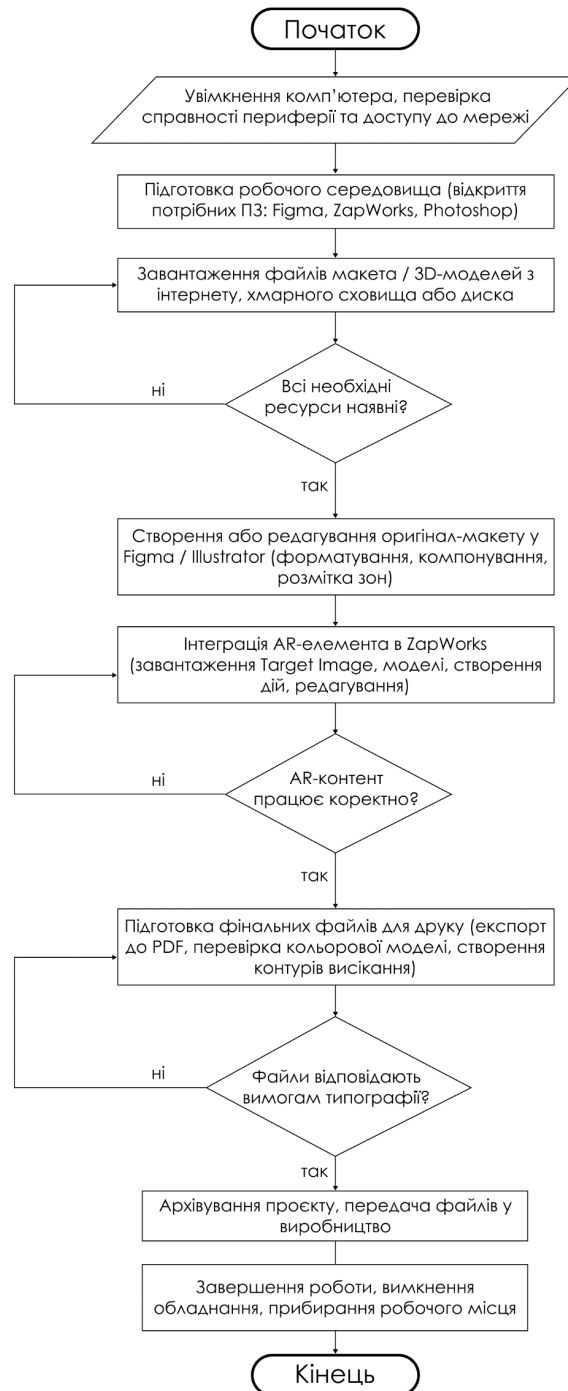 Початок
Увімкнення комп’ютера, перевірка
справності периферії та доступу до мережі
Підготовка робочого середовища (відкриття
потрібних ПЗ: Figma, ZapWorks, Photoshop)
Завантаження файлів макета / 3D-моделей з
інтернету, хмарного сховища або диска
ні
Всі необхідні
ресурси наявні?
так
Створення або редагування оригінал-макету у
Figma / Illustrator (форматування, компонування,
розмітка зон)
Інтеграція AR-елемента в ZapWorks
(завантаження Target Image, моделі, створення
дій, редагування)
ні
AR-контент
працює коректно?
так
Підготовка фінальних файлів для друку (експорт
до PDF, перевірка кольорової моделі, створення
контурів висікання)
ні
Файли відповідають
вимогам типографії?
так
Архівування проєкту, передача файлів у
виробництво
Завершення роботи, вимкнення
обладнання, прибирання робочого місця
Кінець